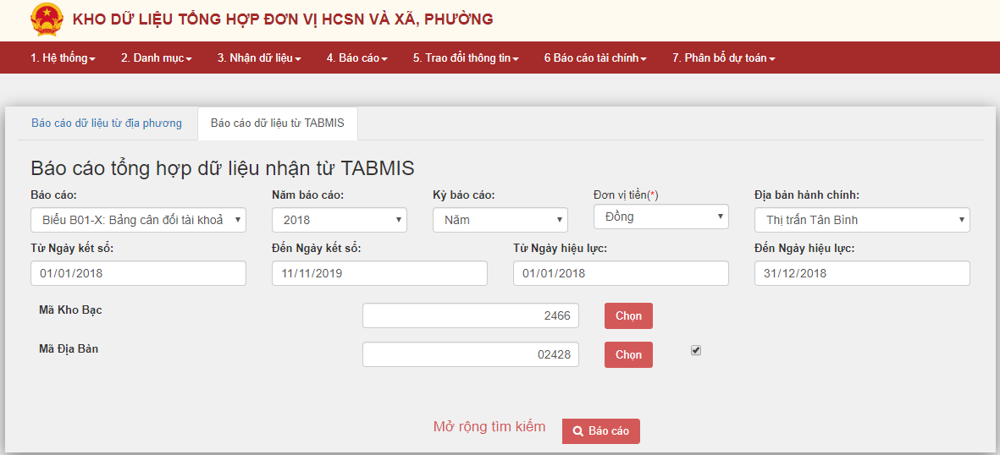 KHO DỮ LIỆU TỔNG HỢP ĐƠN VỊ HCSN VÀ XÃ, PHƯỜNG
1. Hệ thống 2. Danh mục 3. Nhận dữ liệu 4. Báo cáo 5. Trao đổi thông tin 6 Báo cáo tài chính 7. Phân bổ dự toán
Báo cáo dữ liệu từ địa phương Báo cáo dữ liệu từ TABMIS
Báo cáo tổng hợp dữ liệu nhận từ TABMIS
Báo cáo: Năm báo cáo: Kỳ báo cáo: Đơn vị tiền(*) Địa bàn hành chính:
Biểu B01-X: Bảng cân đối tài khoả 2018 Năm Đồng Thị trấn Tân Bình
Từ Ngày kết sổ: Đến Ngày kết sổ: Từ Ngày hiệu lực: Đến Ngày hiệu lực:
01/01/2018 11/11/2019 01/01/2018 31/12/2018
Mã Kho Bạc 2466 Chọn
Mã Địa Bàn 02428 Chọn
Mở rộng tìm kiếm Báo cáo